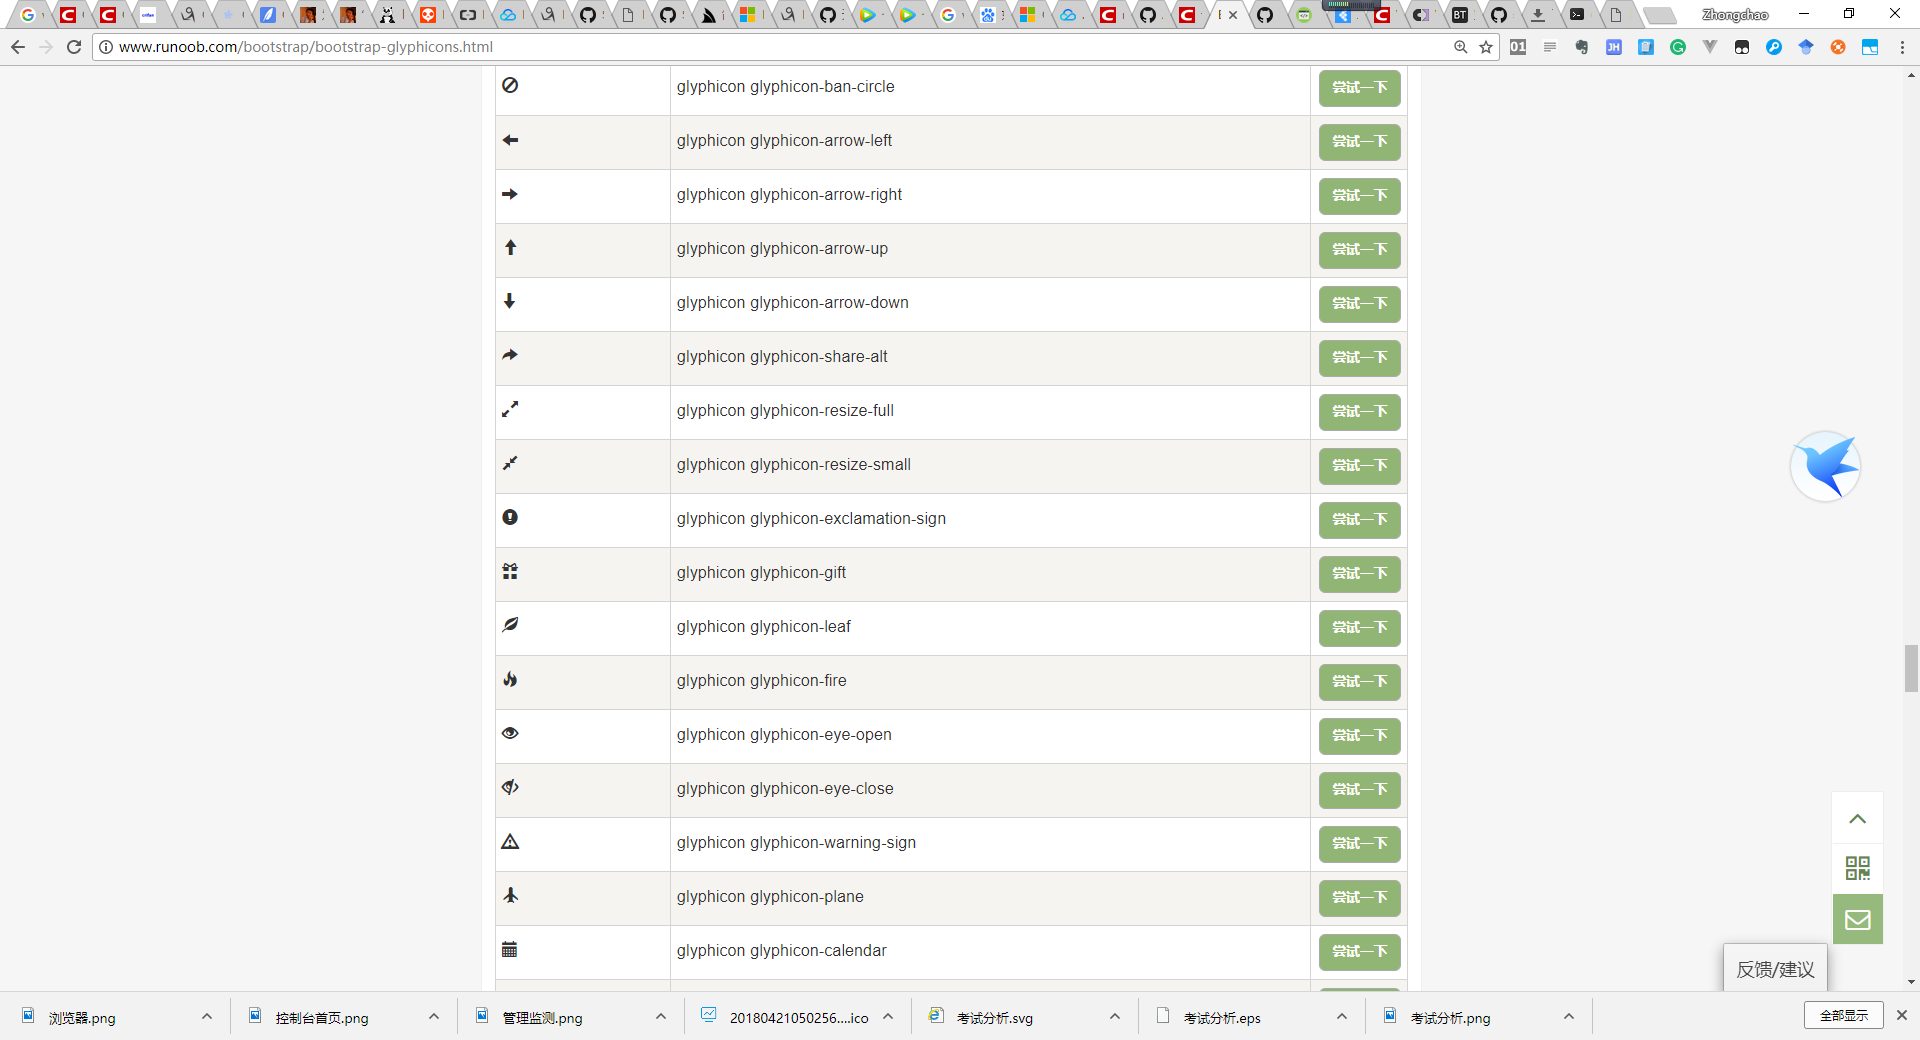 Zhongchao
www.runoob.com/bootstrap/bootstrap-glyphicons.html
glyphicon glyphicon-ban-circle 尝试一下
glyphicon glyphicon-arrow-left 尝试一下
glyphicon glyphicon-arrow-right 尝试一下
glyphicon glyphicon-arrow-up 尝试一下
glyphicon glyphicon-arrow-down 尝试一下
glyphicon glyphicon-share-alt 尝试一下
glyphicon glyphicon-resize-full 尝试一下
glyphicon glyphicon-resize-small 尝试一下
glyphicon glyphicon-exclamation-sign 尝试一下
glyphicon glyphicon-gift 尝试一下
glyphicon glyphicon-leaf 尝试一下
glyphicon glyphicon-fire 尝试一下
glyphicon glyphicon-eye-open 尝试一下
glyphicon glyphicon-eye-close 尝试一下
glyphicon glyphicon-warning-sign 尝试一下
glyphicon glyphicon-plane 尝试一下
glyphicon glyphicon-calendar 尝试一下
反馈/建议
浏览器.png 控制台首页.png 管理监测.png 20180421050256....ico 考试分析.svg 考试分析.eps 考试分析.png 全部显示